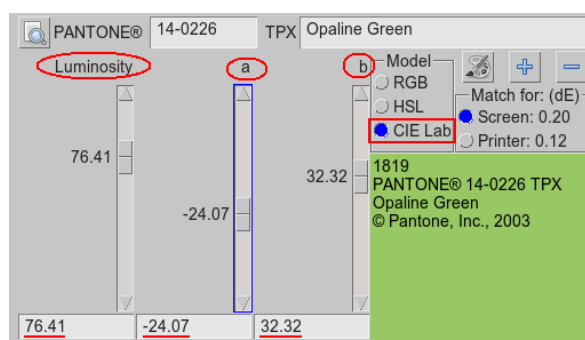 PANTONE® 14-0226 TPX Opaline Green
Luminosity a b Model
RGB
HSL
CIE Lab
Match for: (dE)
Screen: 0.20
Printer: 0.12
76.41
-24.07
32.32
1819
PANTONE® 14-0226 TPX
Opaline Green
© Pantone, Inc., 2003
76.41 -24.07 32.32